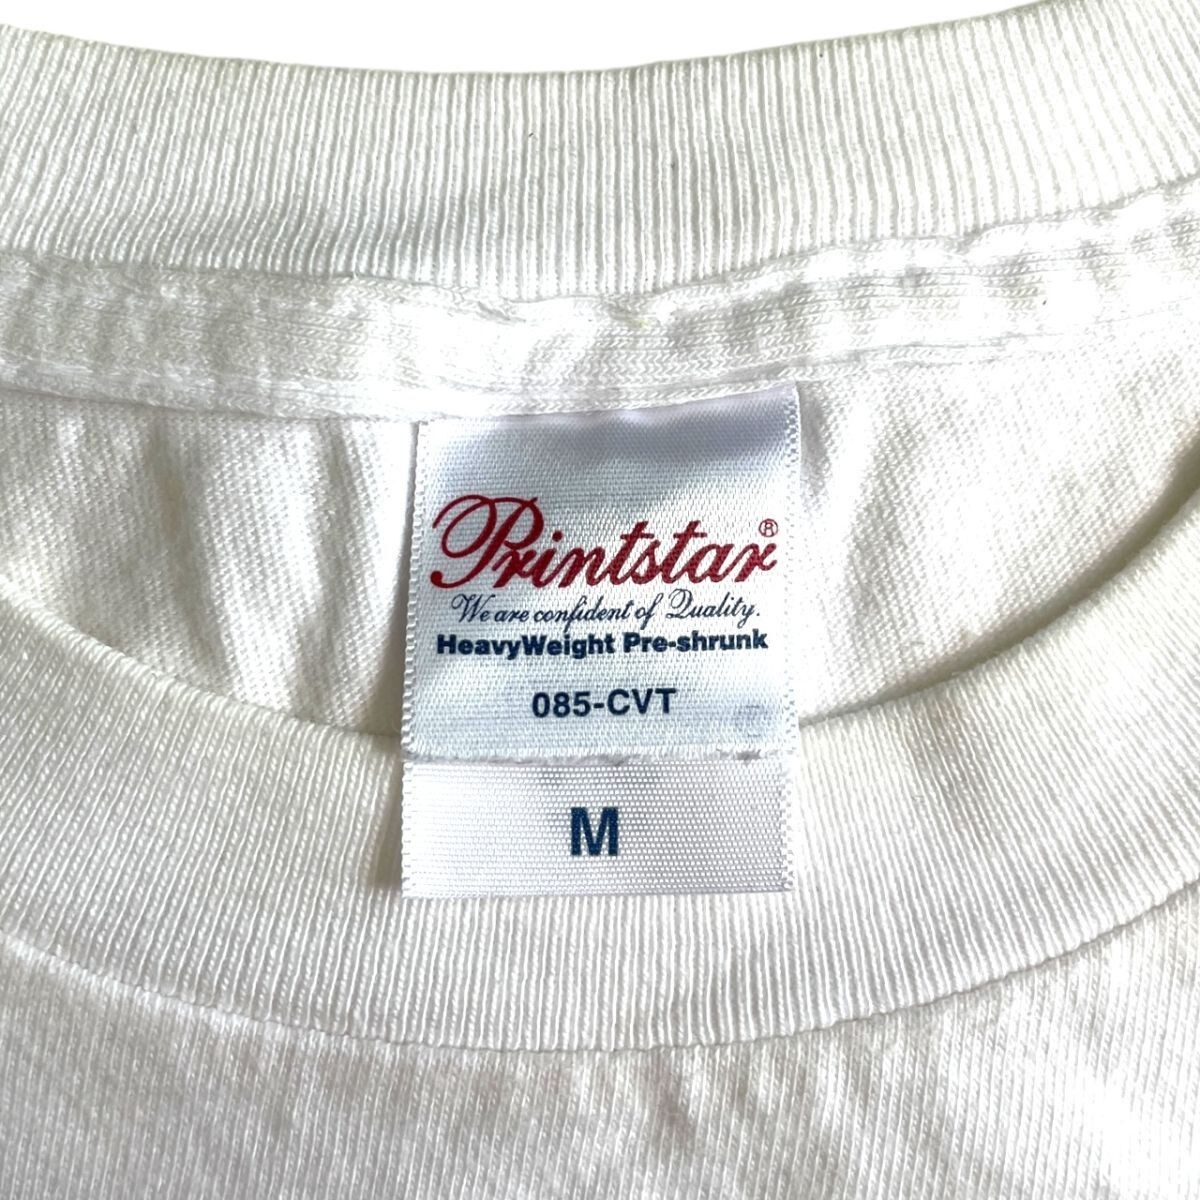 Printstar®
We are confident of Quality.
HeavyWeight Pre-shrunk
085-CVT
M